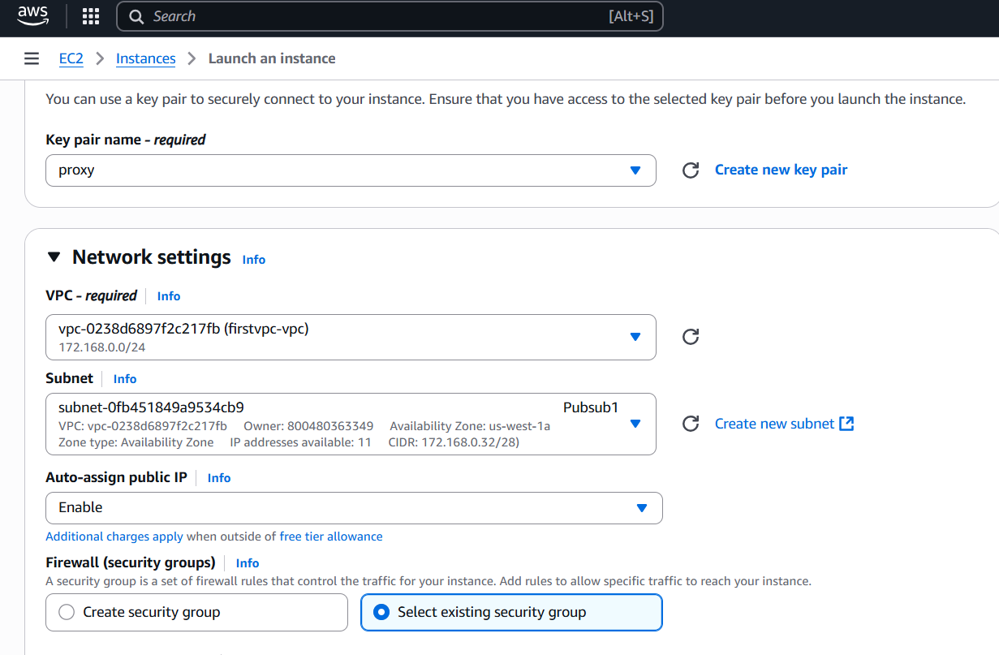 aws
Search [Alt+S]
EC2 > Instances > Launch an instance
You can use a key pair to securely connect to your instance. Ensure that you have access to the selected key pair before you launch the instance.
Key pair name - required
proxy
Create new key pair
Network settings Info
VPC - required Info
vpc-0238d6897f2c217fb (firstvpc-vpc)
172.168.0.0/24
Subnet Info
subnet-0fb451849a9534cb9 Pubsub1
VPC: vpc-0238d6897f2c217fb Owner: 800480363349 Availability Zone: us-west-1a
Zone type: Availability Zone IP addresses available: 11 CIDR: 172.168.0.32/28)
Create new subnet
Auto-assign public IP Info
Enable
Additional charges apply when outside of free tier allowance
Firewall (security groups) Info
A security group is a set of firewall rules that control the traffic for your instance. Add rules to allow specific traffic to reach your instance.
Create security group
Select existing security group